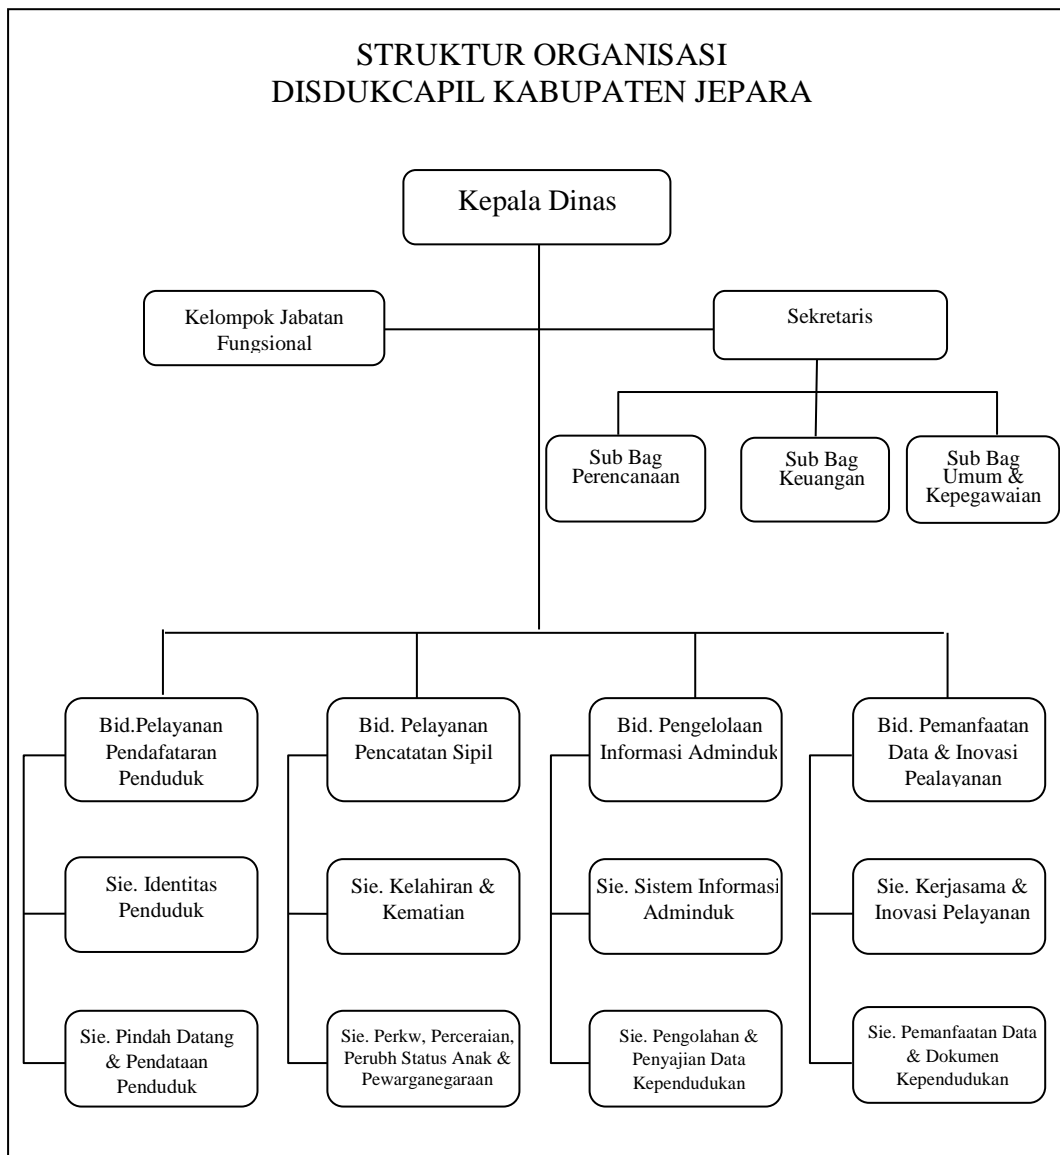 STRUKTUR ORGANISASI
DISDUKCAPIL KABUPATEN JEPARA
Kepala Dinas
Kelompok Jabatan
Fungsional
Sekretaris
Sub Bag
Perencanaan
Sub Bag
Keuangan
Sub Bag
Umum &
Kepegawaian
Bid.Pelayanan
Pendafataran
Penduduk
Bid. Pelayanan
Pencatatan Sipil
Bid. Pengelolaan
Informasi Adminduk
Bid. Pemanfaatan
Data & Inovasi
Pealayanan
Sie. Identitas
Penduduk
Sie. Kelahiran &
Kematian
Sie. Sistem Informasi
Adminduk
Sie. Kerjasama &
Inovasi Pelayanan
Sie. Pindah Datang
& Pendataan
Penduduk
Sie. Perkw, Perceraian,
Perubh Status Anak &
Pewarganegaraan
Sie. Pengolahan &
Penyajian Data
Kependudukan
Sie. Pemanfaatan Data
& Dokumen
Kependudukan